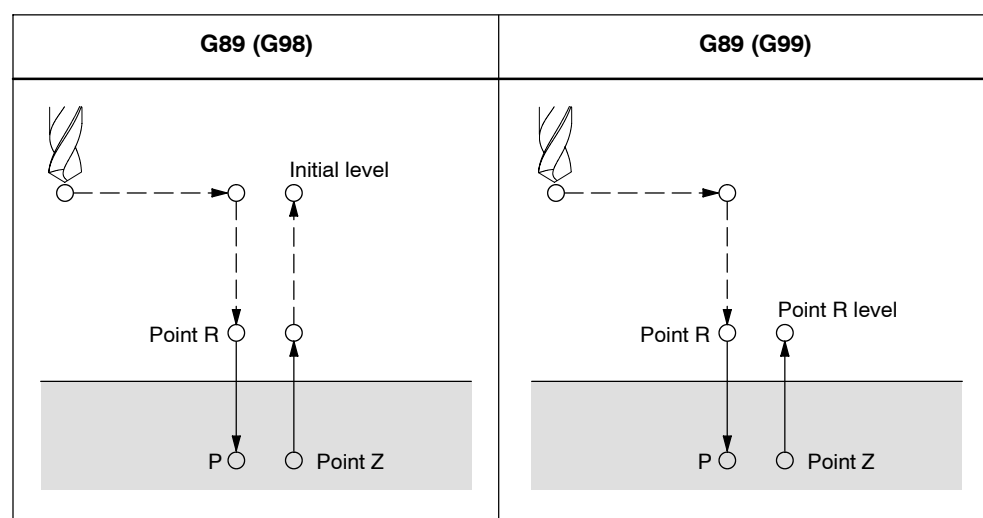 G89 (G98)
G89 (G99)
Initial level
Point R
P
Point Z
Point R level
Point R
P
Point Z